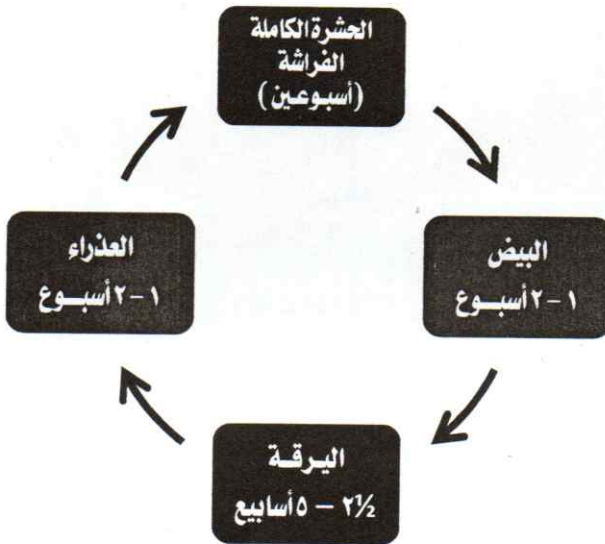 الحشرة الكاملة
الفراشة
(أسبوعين)
البيض
١-٢ أسبوع
اليرقة
٢½ - ٥ أسابيع
العذراء
١-٢ أسبوع